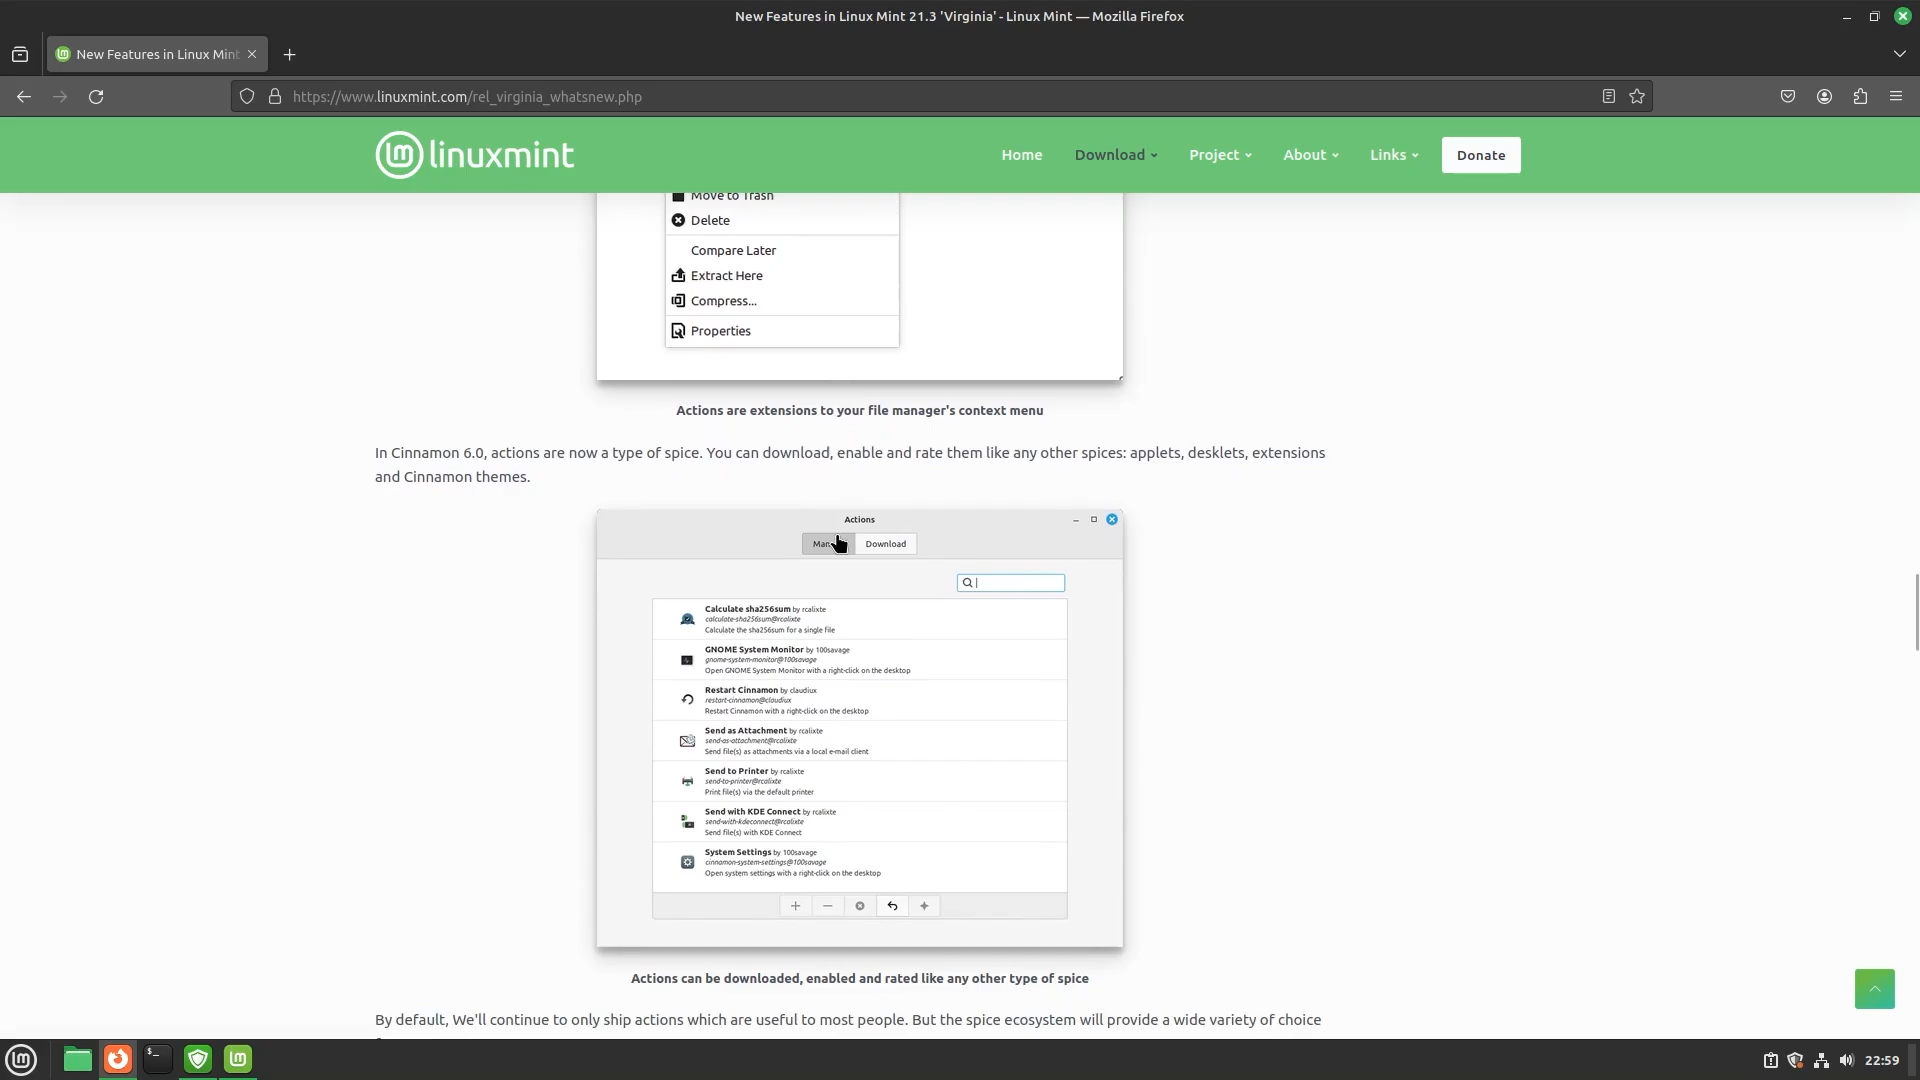 New Features in Linux Mint 21.3 'Virginia' - Linux Mint — Mozilla Firefox
New Features in Linux Mint
https://www.linuxmint.com/rel_virginia_whatsnew.php
linuxmint
Home
Download
Project
About
Links
Donate
Move to Trash
Delete
Compare Later
Extract Here
Compress...
Properties
Actions are extensions to your file manager's context menu
In Cinnamon 6.0, actions are now a type of spice. You can download, enable and rate them like any other spices: applets, desklets, extensions
and Cinnamon themes.
Actions
Download
Calculate sha256sum by rcalixte
calculate-sha256sum@rcalixte
Calculate the sha256sum for a single file
GNOME System Monitor by 100savage
gnome-system-monitor@100savage
Open GNOME System Monitor with a right-click on the desktop
Restart Cinnamon by claudiux
restart-cinnamon@claudiux
Restart Cinnamon with a right-click on the desktop
Send as Attachment by rcalixte
send-as-attachment@rcalixte
Send file(s) as attachments via a local e-mail client
Send to Printer by rcalixte
send-to-printer@rcalixte
Print file(s) via the default printer
Send with KDE Connect by rcalixte
send-with-kdeconnect@rcalixte
Send file(s) with KDE Connect
System Settings by 100savage
cinnamon-system-settings@100savage
Open system settings with a right-click on the desktop
Actions can be downloaded, enabled and rated like any other type of spice
By default, We'll continue to only ship actions which are useful to most people. But the spice ecosystem will provide a wide variety of choice
22:59